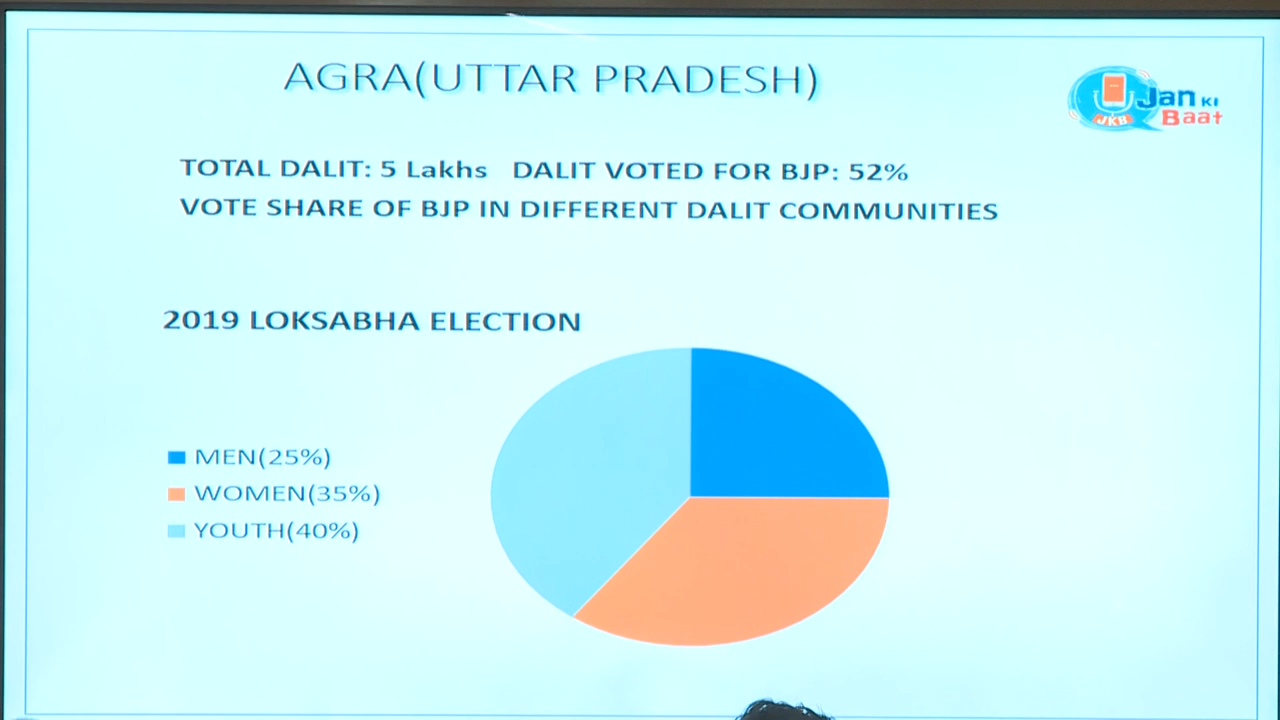 AGRA(UTTAR PRADESH)
Jan KI
Baat
JKB
TOTAL DALIT: 5 Lakhs DALIT VOTED FOR BJP: 52%
VOTE SHARE OF BJP IN DIFFERENT DALIT COMMUNITIES
2019 LOKSABHA ELECTION
MEN(25%)
WOMEN(35%)
YOUTH(40%)